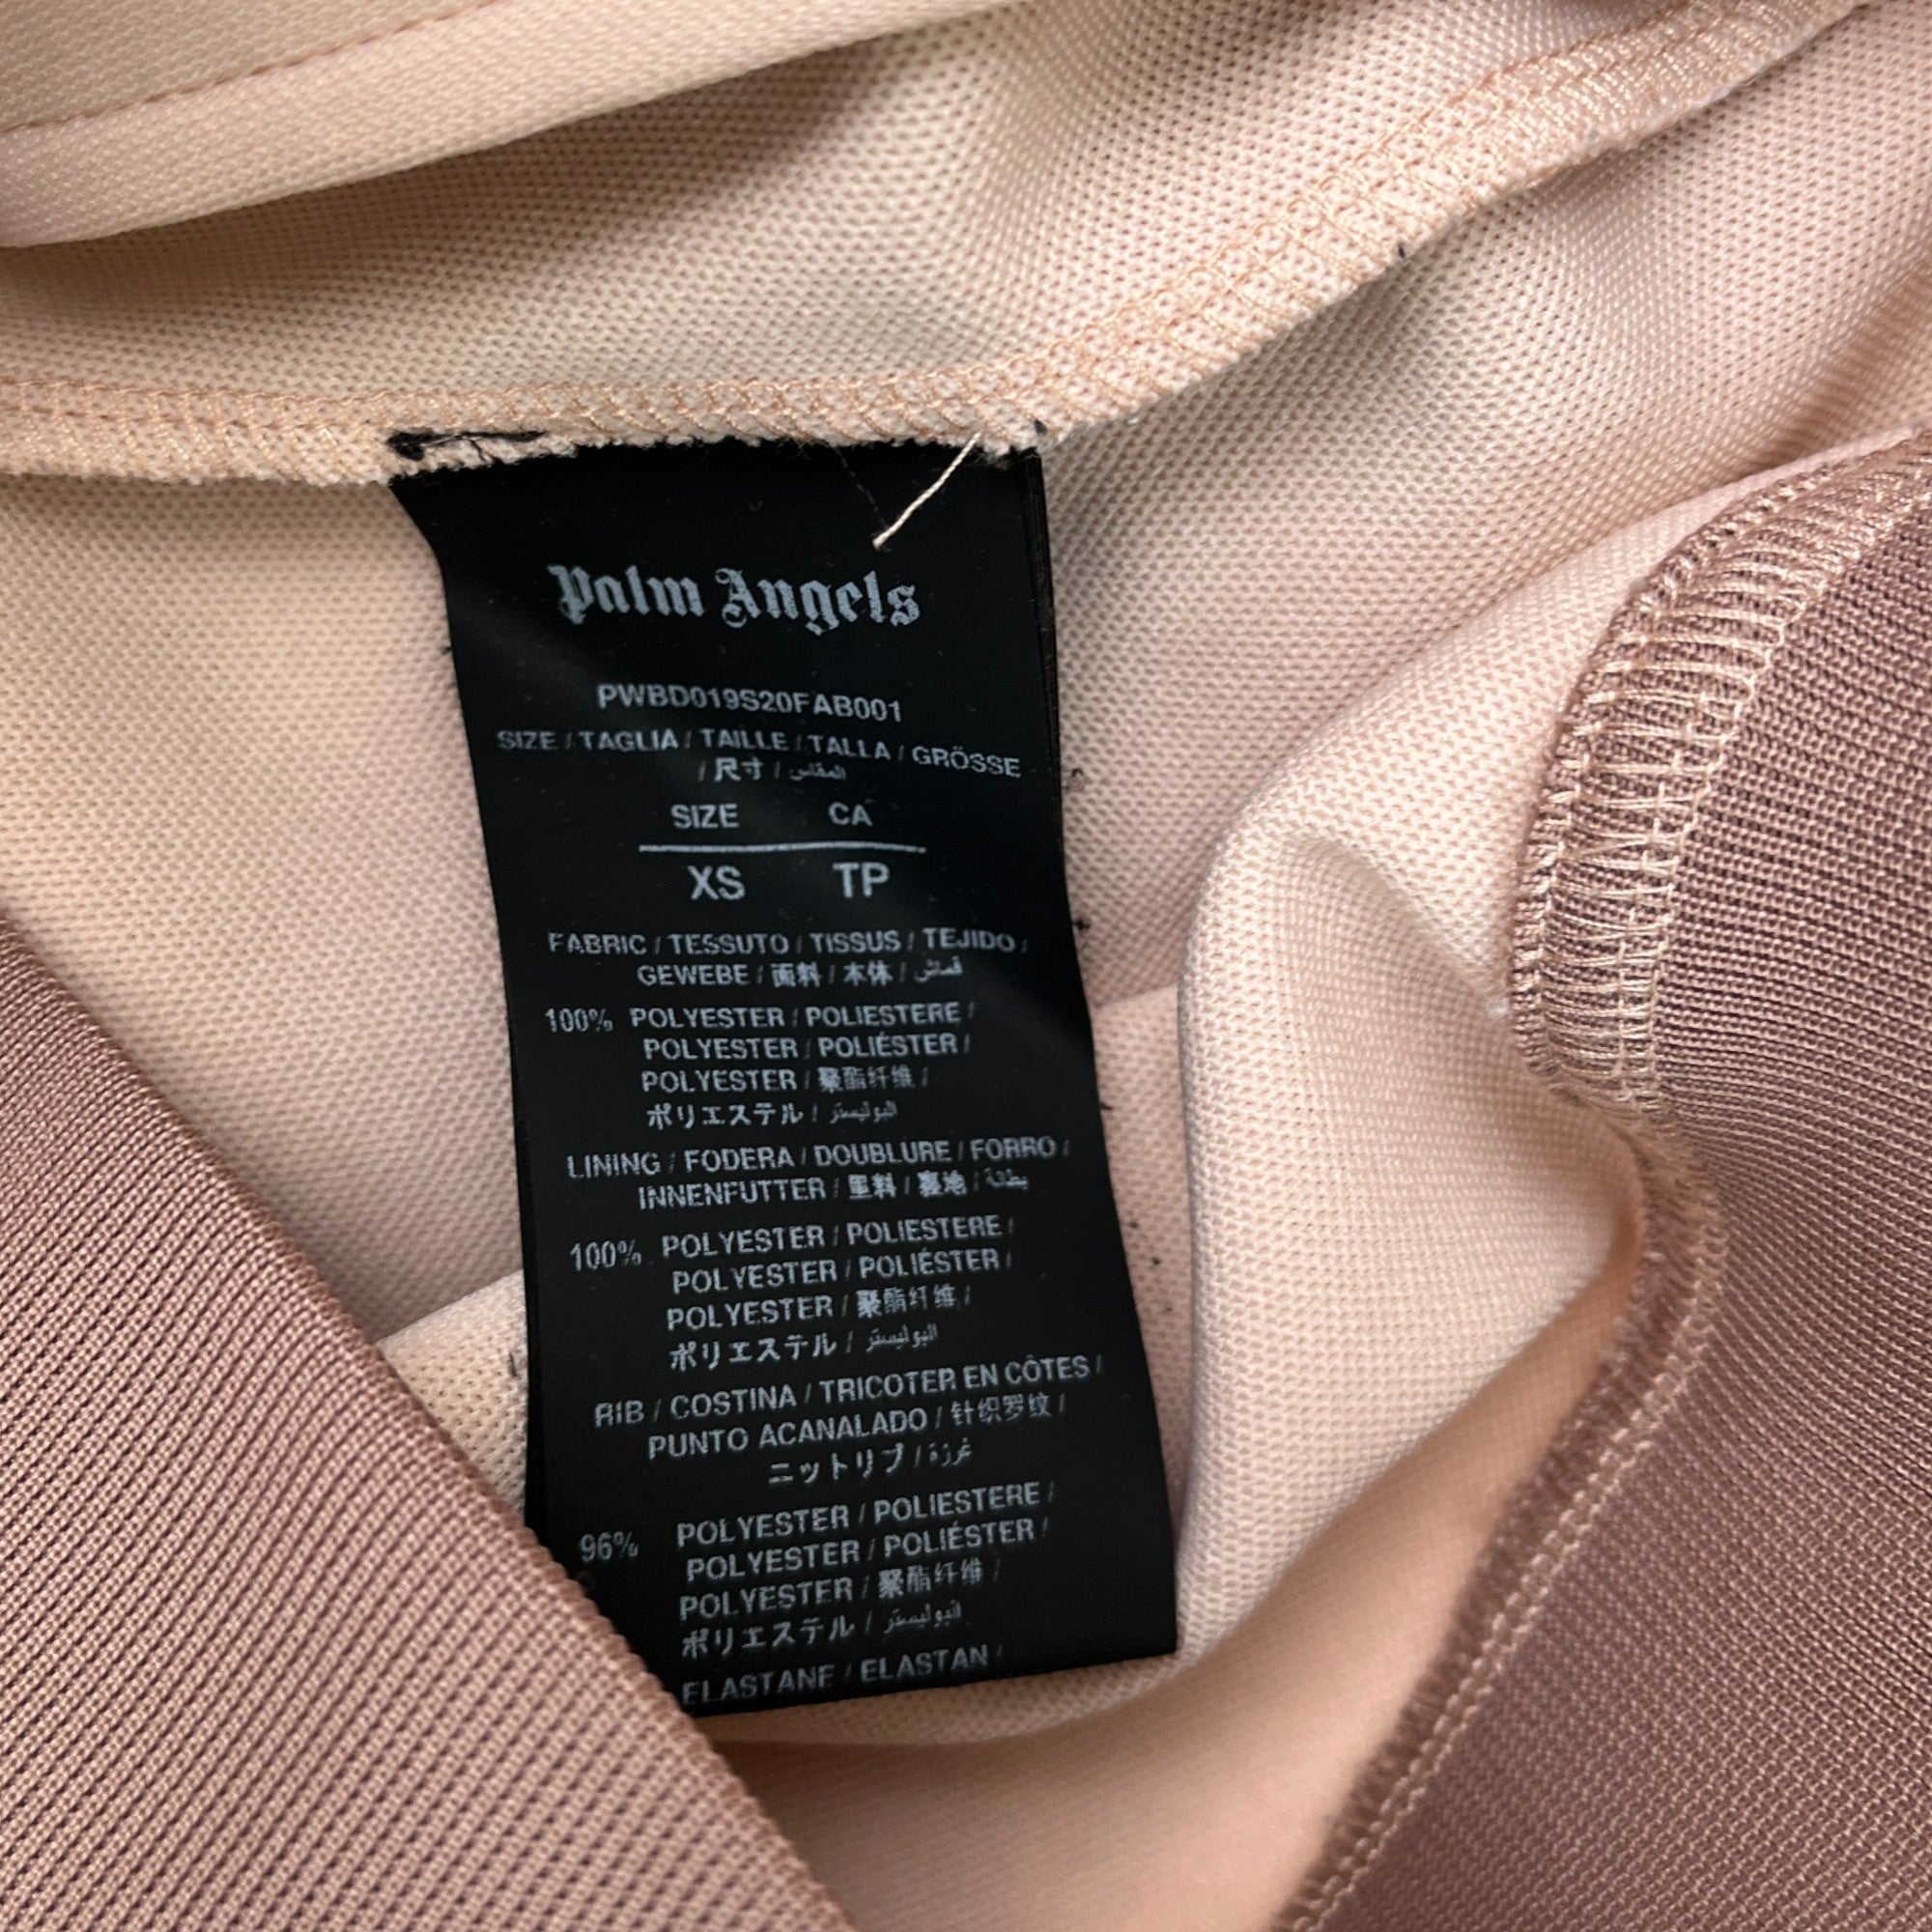 Palm Angels
PWBD019S20FAB001
SIZE / TAGLIA / TAILLE / TALLA / GRÖSSE
/ 尺寸 / المقاس
SIZE CA
XS TP
FABRIC / TESSUTO / TISSUS / TEJIDO /
GEWEBE / 面料 / 本体 / قماش
100% POLYESTER / POLIESTERE /
POLYESTER / POLIÉSTER /
POLYESTER / 聚酯纤维 /
ポリエステル / البوليستر
LINING / FODERA / DOUBLURE / FORRO /
INNENFUTTER / 里料 / 裏地 / بطانة
100% POLYESTER / POLIESTERE /
POLYESTER / POLIÉSTER /
POLYESTER / 聚酯纤维 /
ポリエステル / البوليستر
RIB / COSTINA / TRICOTER EN CÔTES /
PUNTO ACANALADO / 针织罗纹 /
ニットリブ / غرزة
96% POLYESTER / POLIESTERE /
POLYESTER / POLIÉSTER /
POLYESTER / 聚酯纤维 /
ポリエステル / البوليستر
ELASTANE / ELASTAN /